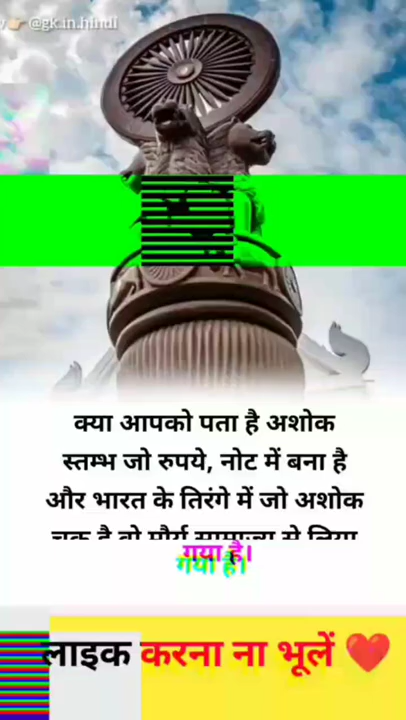 @gk.in.hindi
क्या आपको पता है अशोक
स्तम्भ जो रुपये, नोट में बना है
और भारत के तिरंगे में जो अशोक
चक्र है वो मौर्य साम्राज्य से लिया
गया है।
लाइक करना ना भूलें